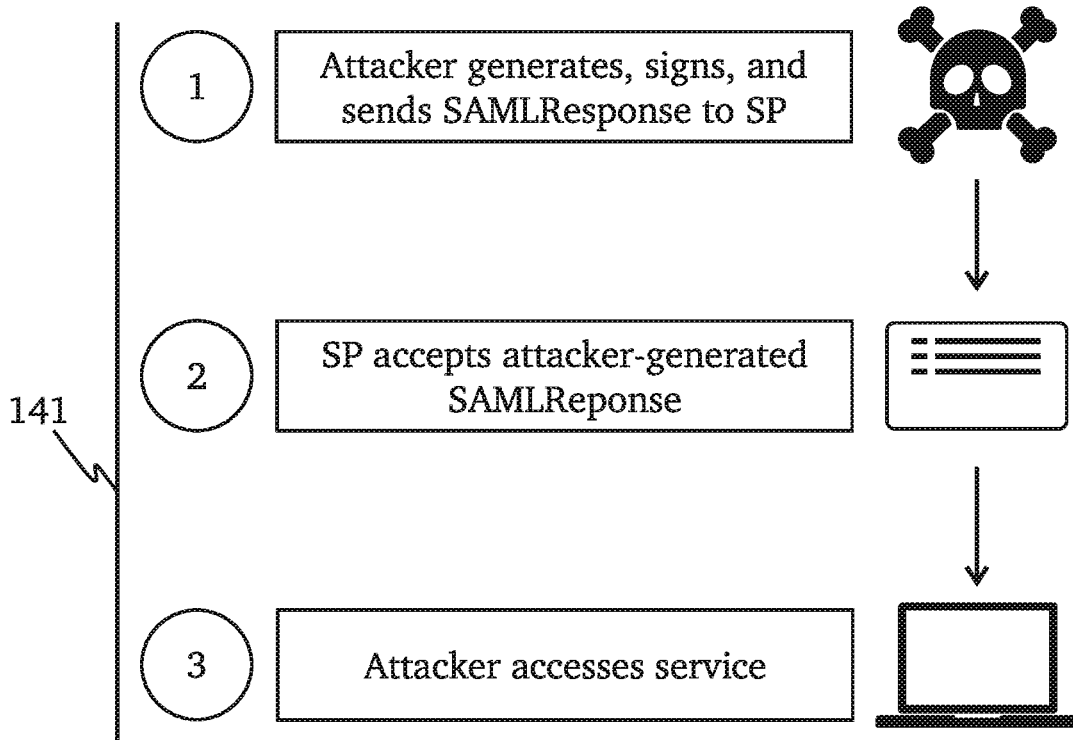 1
Attacker generates, signs, and
sends SAMLResponse to SP
2
SP accepts attacker-generated
SAMLReponse
141
3
Attacker accesses service